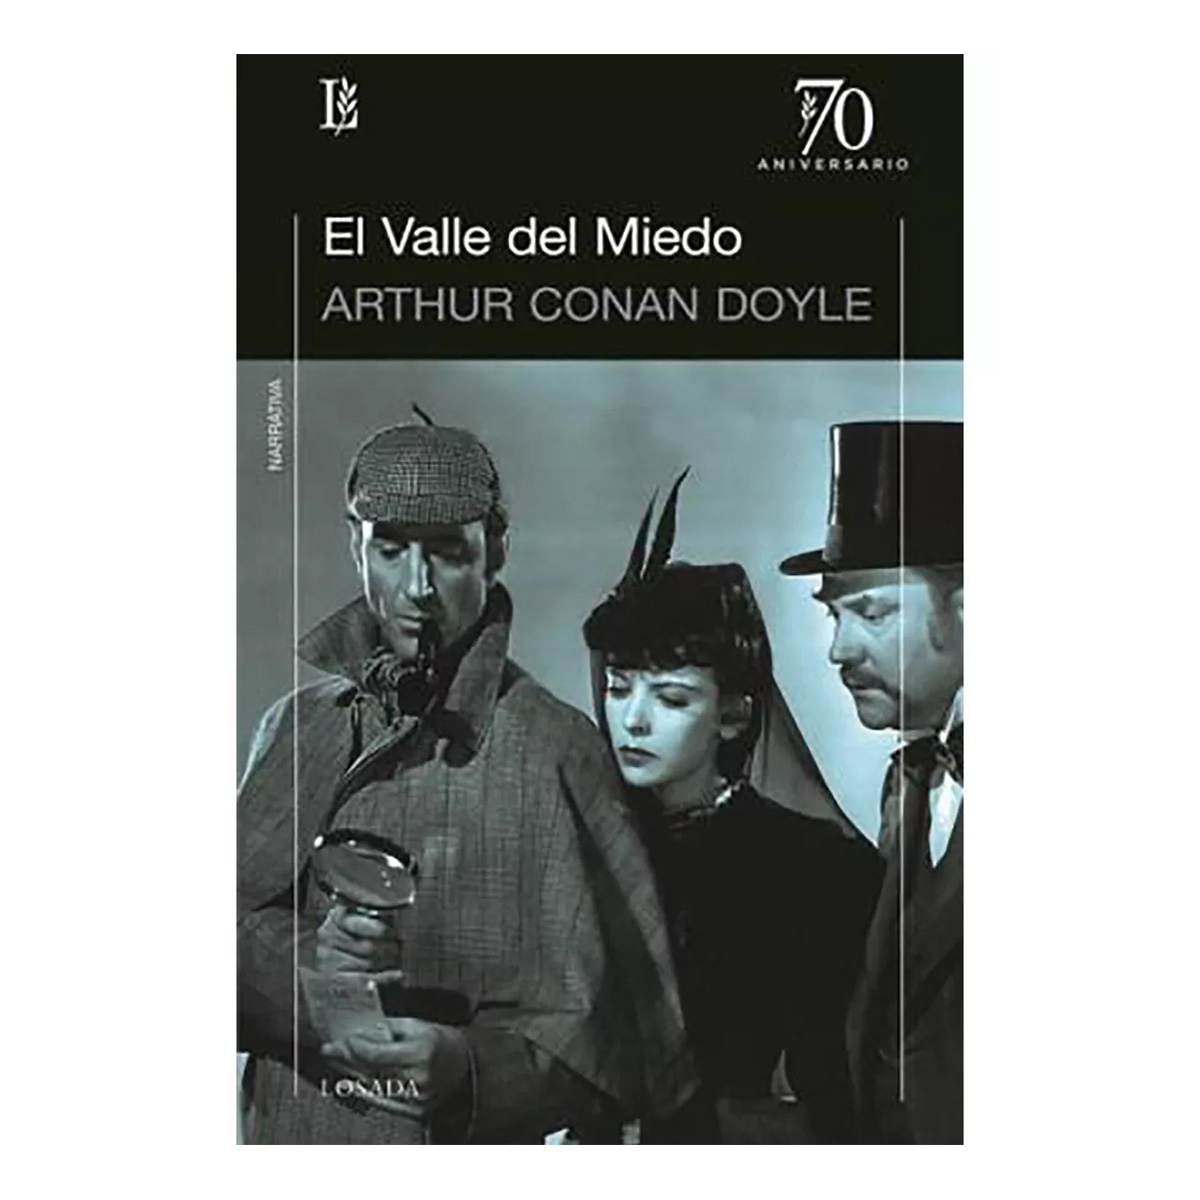 L
70
ANIVERSARIO
El Valle del Miedo
ARTHUR CONAN DOYLE
NARRATIVA
LOSADA